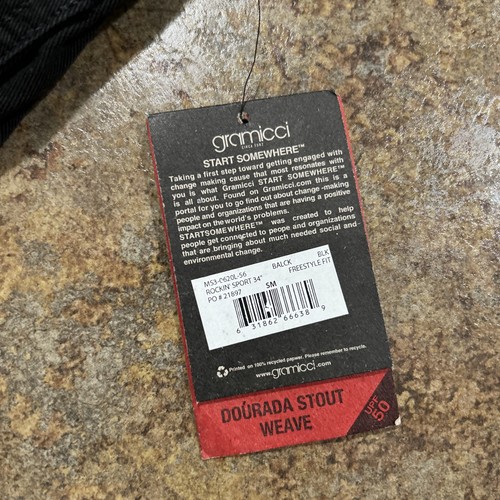 gramicci
SINCE 1982
START SOMEWHERE™
Taking a first step toward getting engaged with
change making cause that most resonates with
you is what Gramicci START SOMEWHERE™
is all about. Found on Gramicci.com this is a
portal for you to go find out about change -making
people and organizations that are having a positive
impact on the world's problems.
STARTSOMEWHERE™ was created to help
people get connected to peope and organizations
that are bringing about much needed social and
environmental change.
MS3-C620L-S6 BALCK BLK
ROCKIN' SPORT 34" FREESTYLE FIT
PO # 21897 SM
6 31862 66638 9
Printed on 100% recycled papwer. Please remember to recycle.
www.gramicci.com
DOÚRADA STOUT
WEAVE
UPF
50